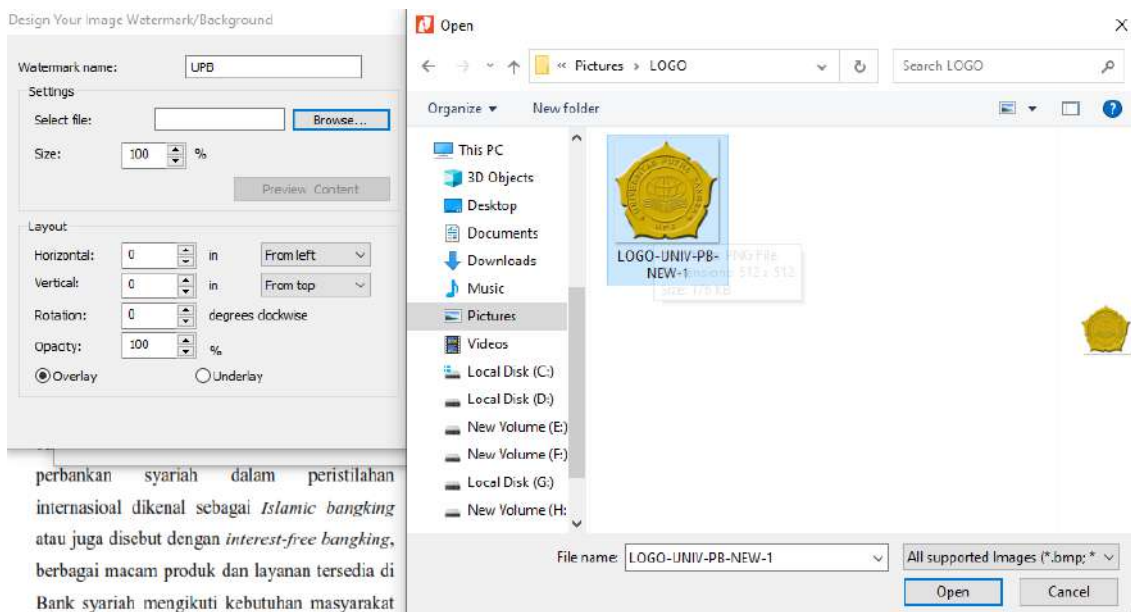 Design Your Image Watermark/Background
Watermark name: UPB
Settings
Select file: Browse...
Size: 100 %
Preview Content
Layout
Horizontal: 0 in From left
Vertical: 0 in From top
Rotation: 0 degrees clockwise
Opacity: 100 %
Overlay Underlay
perbankan syariah dalam peristilahan
internasioal dikenal sebagai Islamic bangking
atau juga disebut dengan interest-free bangking,
berbagai macam produk dan layanan tersedia di
Bank syariah mengikuti kebutuhan masyarakat
Open
« Pictures › LOGO
Search LOGO
Organize
New folder
This PC
3D Objects
Desktop
Documents
Downloads
Music
Pictures
Videos
Local Disk (C:)
Local Disk (D:)
New Volume (E:)
New Volume (F:)
Local Disk (G:)
New Volume (H:
LOGO-UNIV-PB-
NEW-1
PNG File
512 x 512
File name: LOGO-UNIV-PB-NEW-1
All supported Images (*.bmp; *
Open Cancel